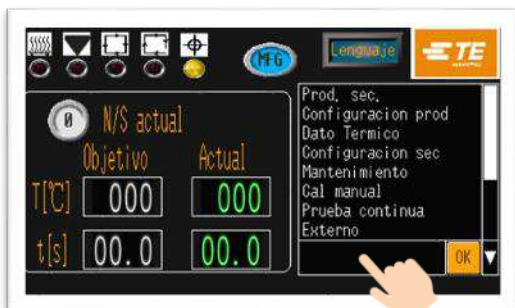 MFG
Lenguaje
TE
0
N/S actual
Objetivo Actual
T[℃] 000 000
t[s] 00.0 00.0
Prod. sec.
Configuracion prod
Dato Termico
Configuracion sec
Mantenimiento
Cal manual
Prueba continua
Externo
OK